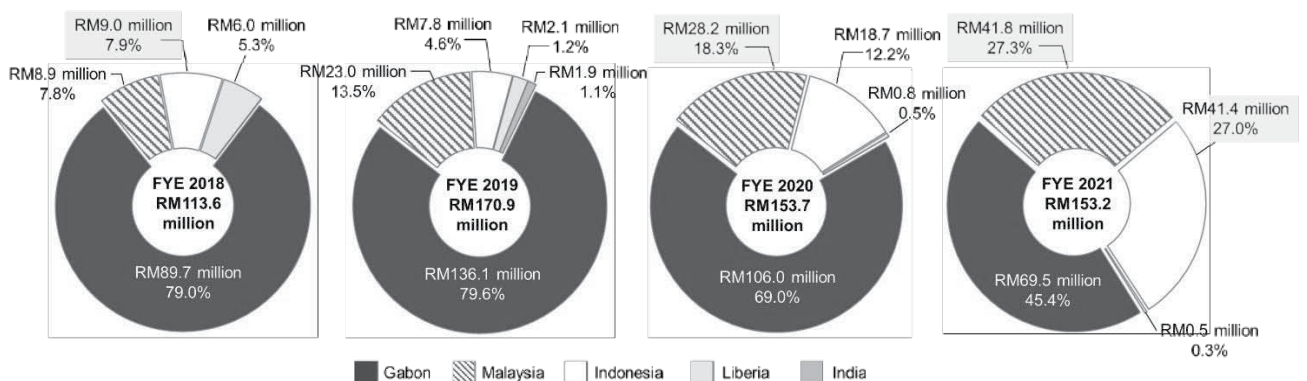 RM9.0 million
7.9%
RM6.0 million
5.3%
RM8.9 million
7.8%
FYE 2018
RM113.6
million
RM89.7 million
79.0%
RM7.8 million
4.6%
RM2.1 million
1.2%
RM23.0 million
13.5%
RM1.9 million
1.1%
FYE 2019
RM170.9
million
RM136.1 million
79.6%
RM28.2 million
18.3%
RM18.7 million
12.2%
RM0.8 million
0.5%
FYE 2020
RM153.7
million
RM106.0 million
69.0%
RM41.8 million
27.3%
RM41.4 million
27.0%
FYE 2021
RM153.2
million
RM69.5 million
45.4%
RM0.5 million
0.3%
Gabon
Malaysia
Indonesia
Liberia
India